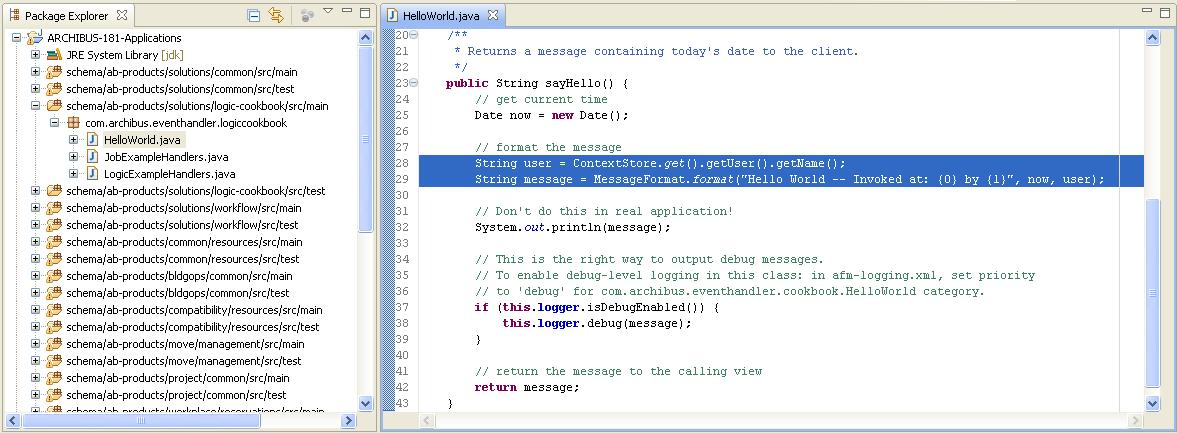 Package Explorer
ARCHIBUS-181-Applications
JRE System Library [jdk]
schema/ab-products/solutions/common/src/main
schema/ab-products/solutions/common/src/test
schema/ab-products/solutions/logic-cookbook/src/main
com.archibus.eventhandler.logiccookbook
HelloWorld.java
JobExampleHandlers.java
LogicExampleHandlers.java
schema/ab-products/solutions/logic-cookbook/src/test
schema/ab-products/solutions/workflow/src/main
schema/ab-products/solutions/workflow/src/test
schema/ab-products/common/resources/src/main
schema/ab-products/common/resources/src/test
schema/ab-products/bldgops/common/src/main
schema/ab-products/bldgops/common/src/test
schema/ab-products/compatibility/resources/src/main
schema/ab-products/compatibility/resources/src/test
schema/ab-products/move/management/src/main
schema/ab-products/move/management/src/test
schema/ab-products/project/common/src/main
schema/ab-products/project/common/src/test
schema/ab-products/workplace/reservations/src/main
HelloWorld.java
20 /**
21 * Returns a message containing today's date to the client.
22 */
23 public String sayHello() {
24 // get current time
25 Date now = new Date();
26
27 // format the message
28 String user = ContextStore.get().getUser().getName();
29 String message = MessageFormat.format("Hello World -- Invoked at: {0} by {1}", now, user);
30
31 // Don't do this in real application!
32 System.out.println(message);
33
34 // This is the right way to output debug messages.
35 // To enable debug-level logging in this class: in afm-logging.xml, set priority
36 // to 'debug' for com.archibus.eventhandler.cookbook.HelloWorld category.
37 if (this.logger.isDebugEnabled()) {
38 this.logger.debug(message);
39 }
40
41 // return the message to the calling view
42 return message;
43 }